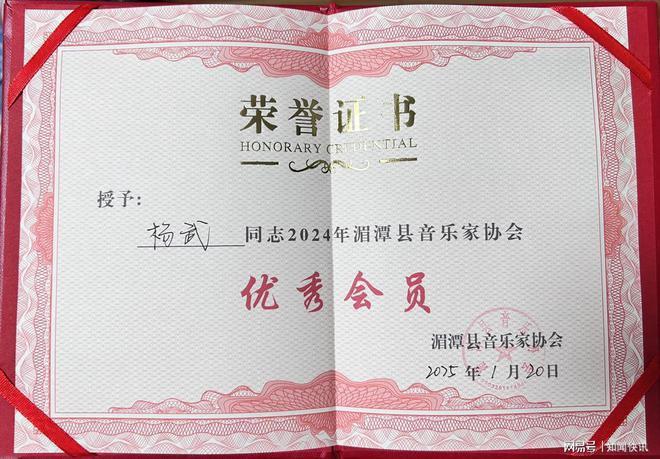 荣誉证书
HONORARY CREDENTIAL
授予：
杨武 同志2024年湄潭县音乐家协会
优秀会员
湄潭县音乐家协会
2025年1月20日
网易号 | 知闻快讯